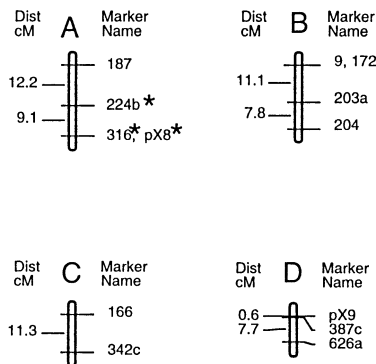 Dist cM A Marker Name
12.2 187
9.1 224b*
316,* pX8*
Dist cM B Marker Name
11.1 9, 172
7.8 203a
204
Dist cM C Marker Name
11.3 166
342c
Dist cM D Marker Name
0.6 pX9
7.7 387c
626a